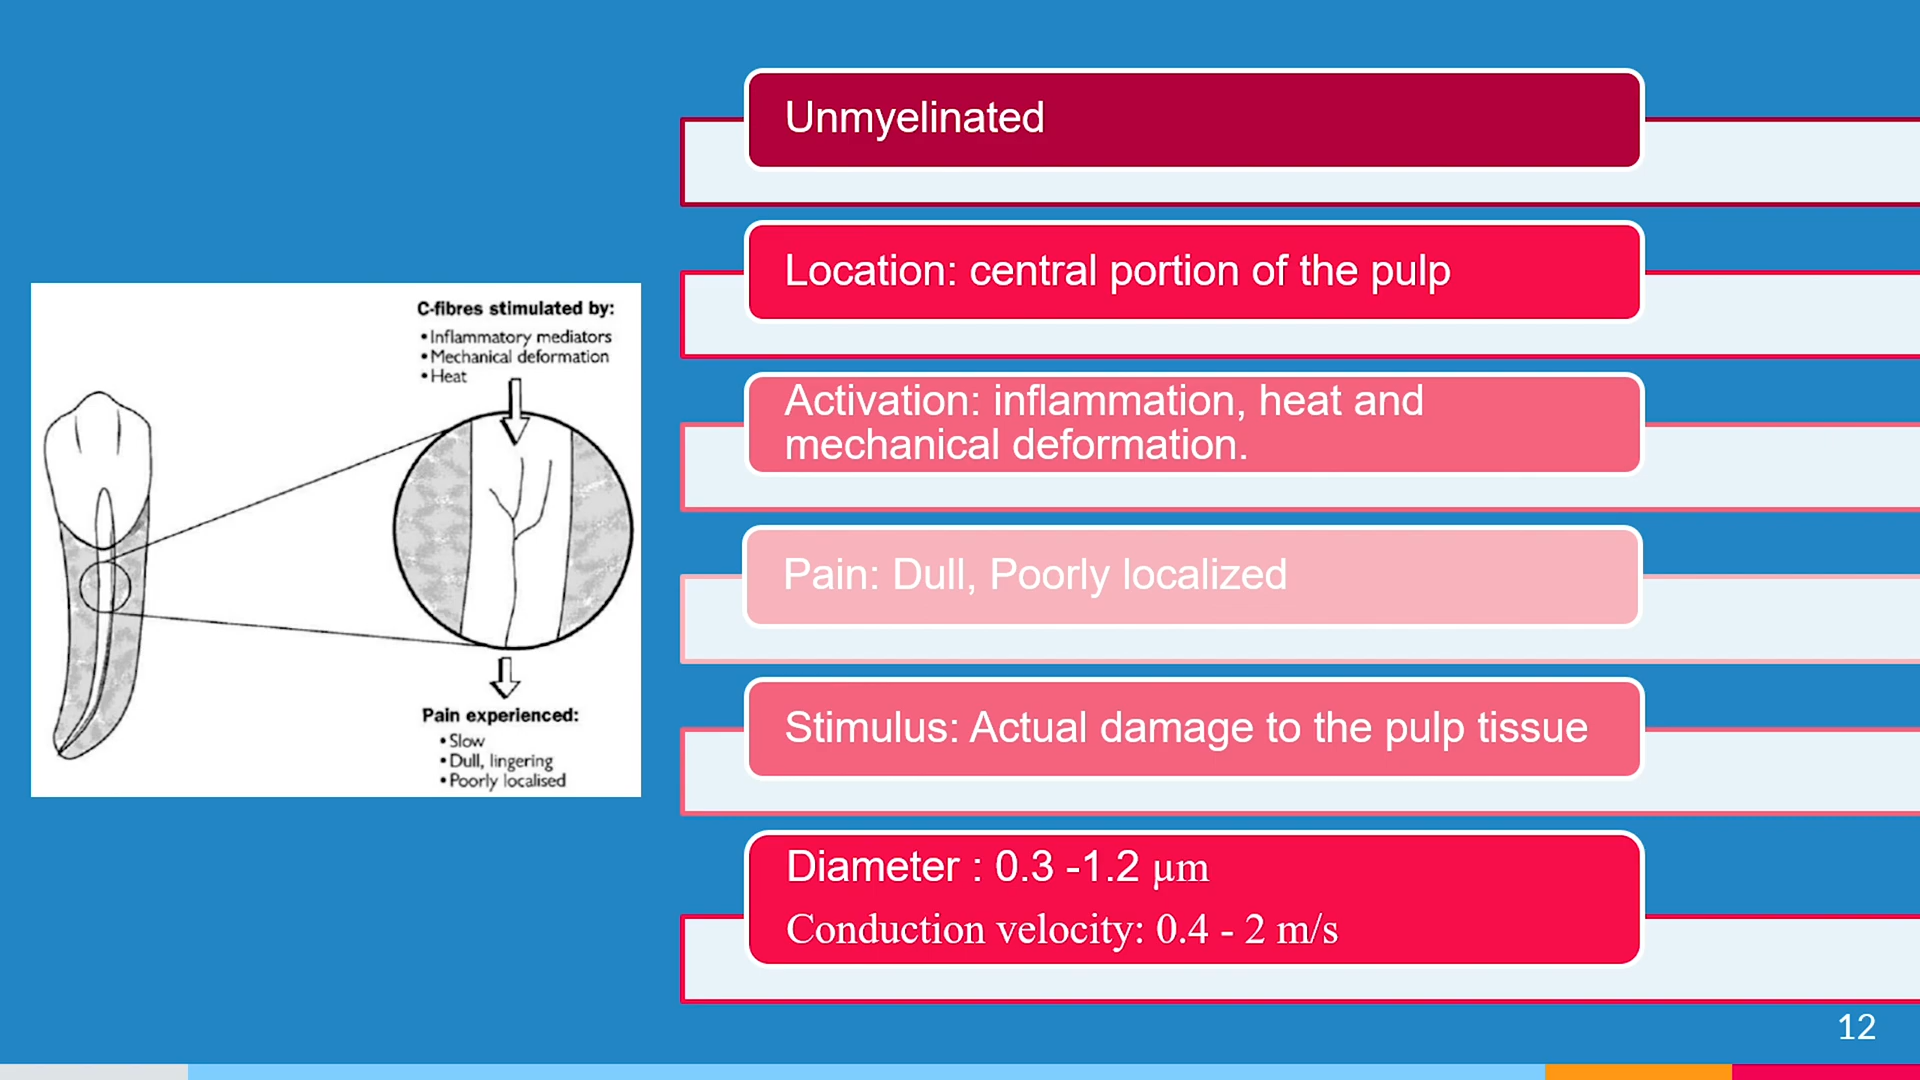 C-fibres stimulated by:
•Inflammatory mediators
•Mechanical deformation
•Heat
Pain experienced:
•Slow
•Dull, lingering
•Poorly localised
Unmyelinated
Location: central portion of the pulp
Activation: inflammation, heat and
mechanical deformation.
Pain: Dull, Poorly localized
Stimulus: Actual damage to the pulp tissue
Diameter : 0.3 -1.2 µm
Conduction velocity: 0.4 - 2 m/s
12